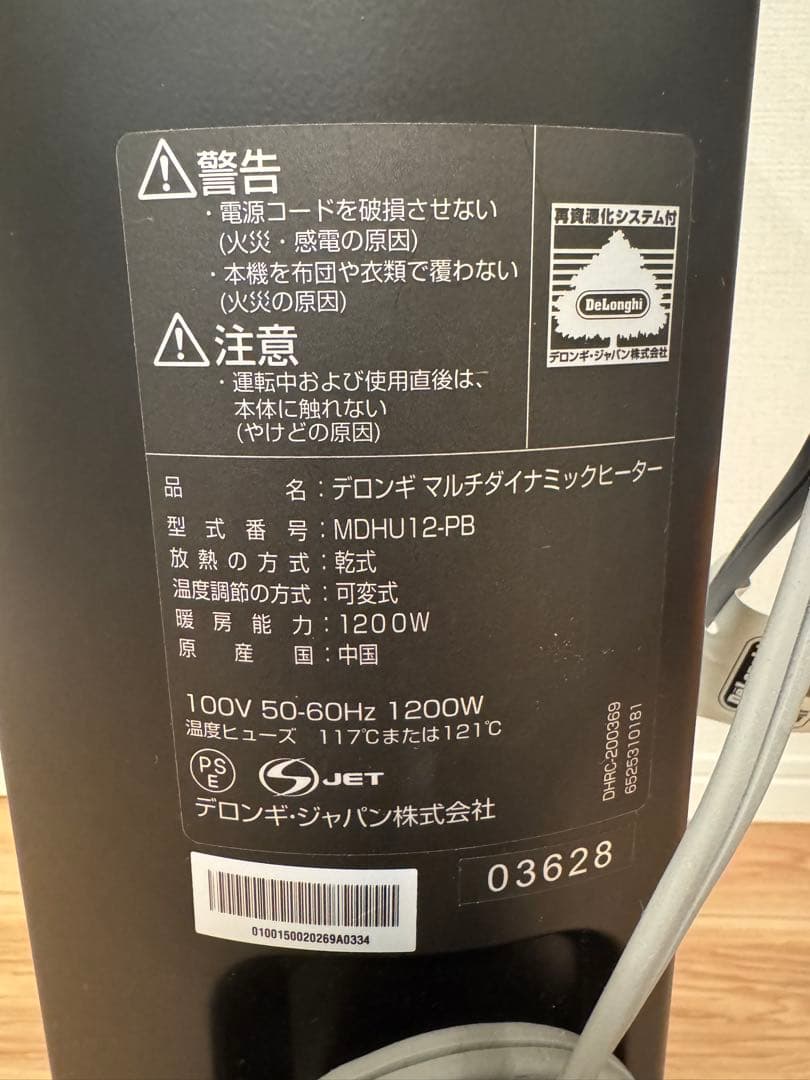 警告
・電源コードを破損させない
(火災・感電の原因)
・本機を布団や衣類で覆わない
(火災の原因)
注意
・運転中および使用直後は、
本体に触れない
(やけどの原因)
再資源化システム付
DeLonghi
デロンギ・ジャパン株式会社
品名：デロンギ マルチダイナミックヒーター
型式番号：MDHU12-PB
放熱の方式：乾式
温度調節の方式：可変式
暖房能力：1200W
原産国：中国
100V 50-60Hz 1200W
温度ヒューズ 117℃または121℃
PS
E
S JET
デロンギ・ジャパン株式会社
DHRC-200369
6525310181
03628
0100150020269A0334